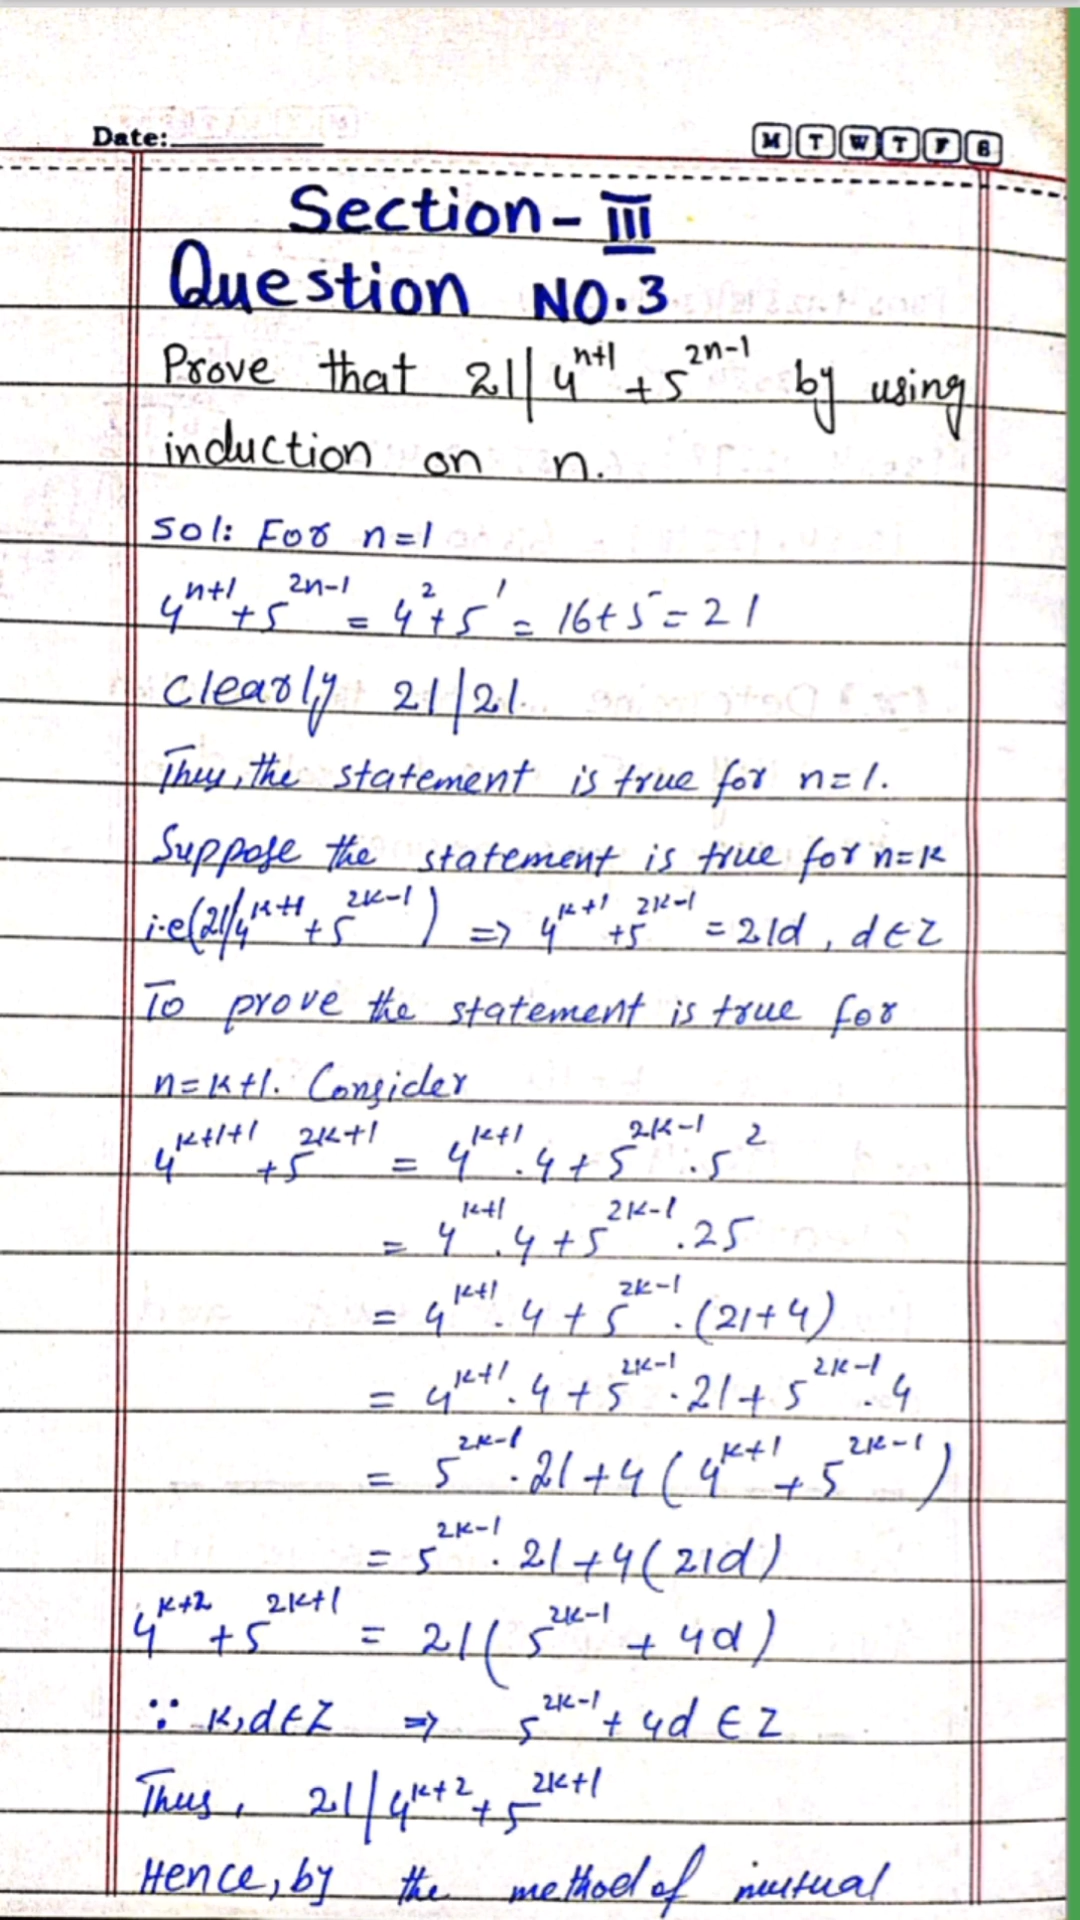 Date:
M T W T F S
Section - III
Question NO.3
Prove that 21 | 4^(n+1) + 5^(2n-1) by using
induction on n.
Sol: For n=1
4^(n+1) + 5^(2n-1) = 4^2 + 5^1 = 16+5 = 21
Clearly 21/21.
Thus, the statement is true for n=1.
Suppose the statement is true for n=k
i.e (21/4^(k+1) + 5^(2k-1)) => 4^(k+1) + 5^(2k-1) = 21d, d∈Z
To prove the statement is true for
n=k+1. Consider
4^(k+1+1) + 5^(2k+1) = 4^(k+1).4 + 5^(2k-1).5^2
= 4^(k+1).4 + 5^(2k-1).25
= 4^(k+1).4 + 5^(2k-1).(21+4)
= 4^(k+1).4 + 5^(2k-1).21 + 5^(2k-1).4
= 5^(2k-1).21 + 4(4^(k+1) + 5^(2k-1))
= 5^(2k-1).21 + 4(21d)
4^(k+2) + 5^(2k+1) = 21(5^(2k-1) + 4d)
∵ k,d∈Z => 5^(2k-1) + 4d ∈ Z
Thus, 21/4^(k+2) + 5^(2k+1)
Hence, by the method of mutual